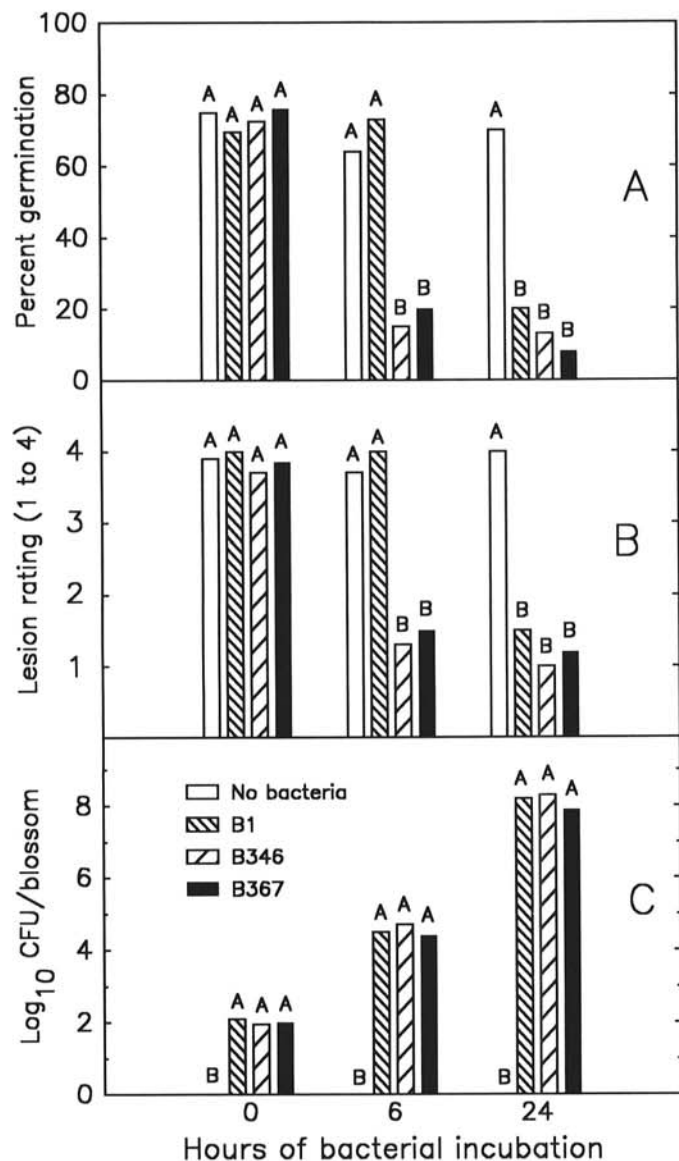 100
80
60
40
20
0
Percent germination
A A A A
A A B B
A B B B
A
4
3
2
1
Lesion rating (1 to 4)
A A A A
A A B B
A B B B
B
8
6
4
2
0
Log10 CFU/blossom
No bacteria
B1
B346
B367
B A A A
B A A A
B A A A
C
0 6 24
Hours of bacterial incubation